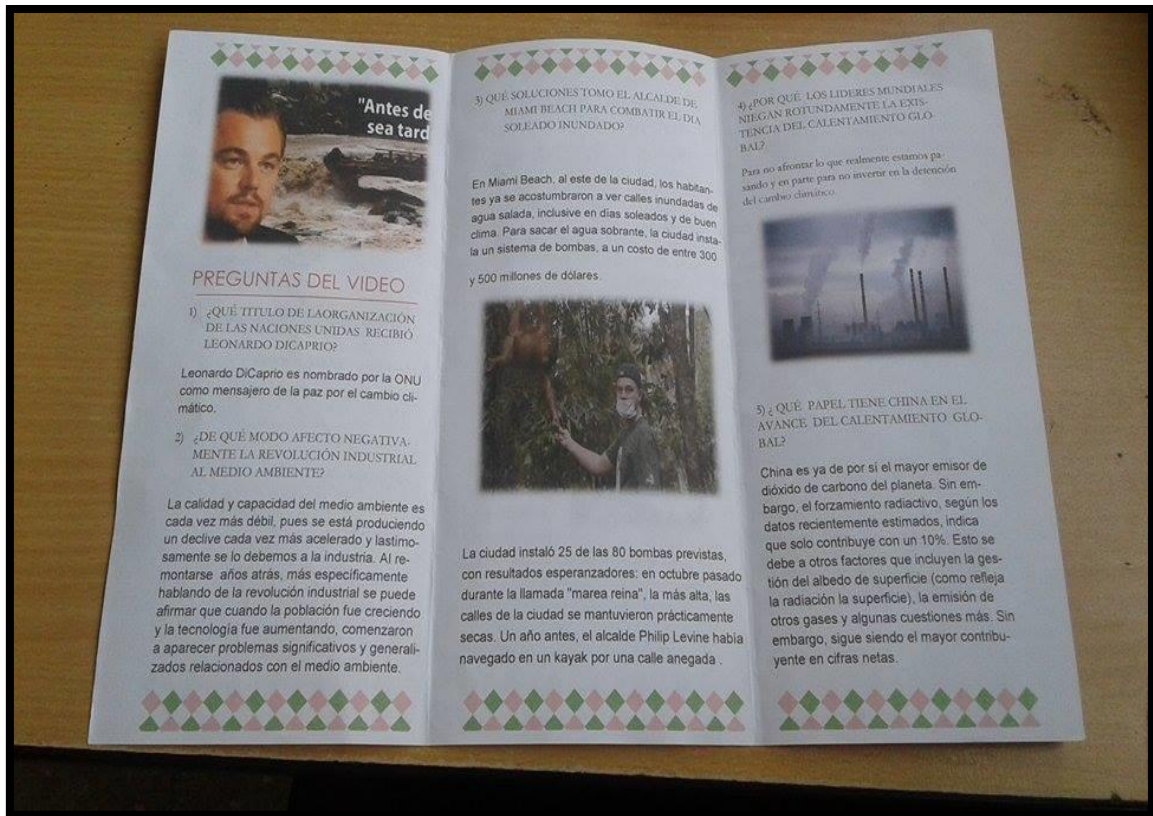 "Antes de
sea tard
PREGUNTAS DEL VIDEO
1) ¿QUÉ TITULO DE LAORGANIZACIÓN
DE LAS NACIONES UNIDAS RECIBIÓ
LEONARDO DICAPRIO?
Leonardo DiCaprio es nombrado por la ONU
como mensajero de la paz por el cambio cli-
mático.
2) ¿DE QUÉ MODO AFECTO NEGATIVA-
MENTE LA REVOLUCIÓN INDUSTRIAL
AL MEDIO AMBIENTE?
La calidad y capacidad del medio ambiente es
cada vez más débil, pues se está produciendo
un declive cada vez más acelerado y lastimo-
samente se lo debemos a la industria. Al re-
montarse años atrás, más específicamente
hablando de la revolución industrial se puede
afirmar que cuando la población fue creciendo
y la tecnología fue aumentando, comenzaron
a aparecer problemas significativos y generali-
zados relacionados con el medio ambiente.
3) QUÉ SOLUCIONES TOMO EL ALCALDE DE
MIAMI BEACH PARA COMBATIR EL DIA
SOLEADO INUNDADO?
En Miami Beach, al este de la ciudad, los habitan-
tes ya se acostumbraron a ver calles inundadas de
agua salada, inclusive en días soleados y de buen
clima. Para sacar el agua sobrante, la ciudad insta-
la un sistema de bombas, a un costo de entre 300
y 500 millones de dólares.
La ciudad instaló 25 de las 80 bombas previstas,
con resultados esperanzadores: en octubre pasado
durante la llamada "marea reina", la más alta, las
calles de la ciudad se mantuvieron prácticamente
secas. Un año antes, el alcalde Philip Levine había
navegado en un kayak por una calle anegada .
4) ¿POR QUÉ LOS LIDERES MUNDIALES
NIEGAN ROTUNDAMENTE LA EXIS-
TENCIA DEL CALENTAMIENTO GLO-
BAL?
Para no afrontar lo que realmente estamos pa-
sando y en parte para no invertir en la detención
del cambio climático.
5) ¿ QUÉ PAPEL TIENE CHINA EN EL
AVANCE DEL CALENTAMIENTO GLO-
BAL?
China es ya de por sí el mayor emisor de
dióxido de carbono del planeta. Sin em-
bargo, el forzamiento radiactivo, según los
datos recientemente estimados, indica
que solo contribuye con un 10%. Esto se
debe a otros factores que incluyen la ges-
tión del albedo de superficie (como refleja
la radiación la superficie), la emisión de
otros gases y algunas cuestiones más. Sin
embargo, sigue siendo el mayor contribu-
yente en cifras netas.